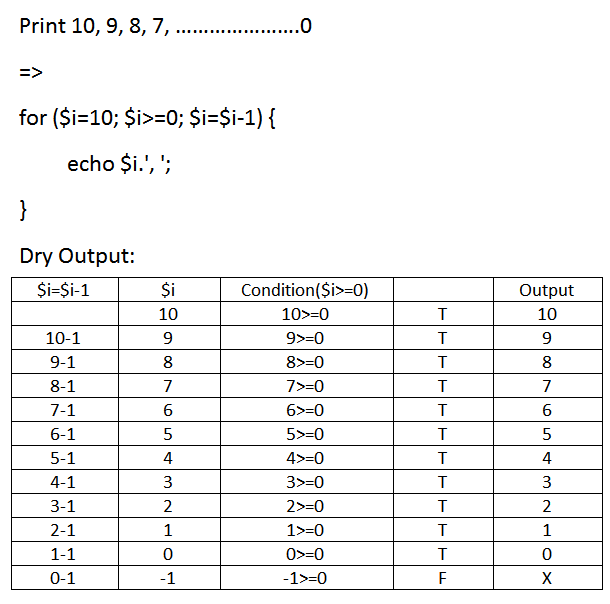 Print 10, 9, 8, 7, ......................0
=>
for ($i=10; $i>=0; $i=$i-1) {
echo $i.', ';
}
Dry Output:
$i=$i-1 $i Condition($i>=0) Output
10 10>=0 T 10
10-1 9 9>=0 T 9
9-1 8 8>=0 T 8
8-1 7 7>=0 T 7
7-1 6 6>=0 T 6
6-1 5 5>=0 T 5
5-1 4 4>=0 T 4
4-1 3 3>=0 T 3
3-1 2 2>=0 T 2
2-1 1 1>=0 T 1
1-1 0 0>=0 T 0
0-1 -1 -1>=0 F X